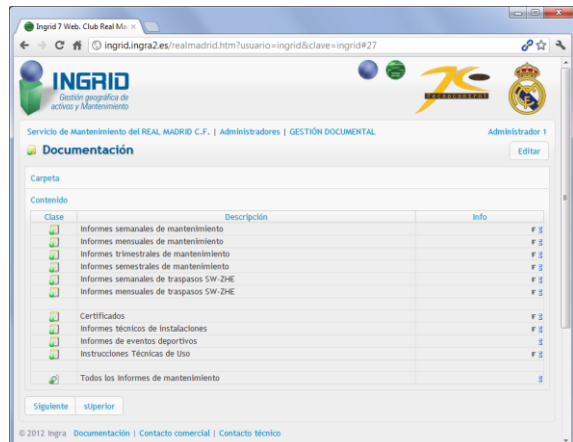 Ingrid 7 Web. Club Real Ma
ingrid.ingra2.es/realmadrid.htm?usuario=ingrid&clave=ingrid#27
INGRID
Gestión geográfica de
activos y Mantenimiento
Tecnocontrol
Servicio de Mantenimiento del REAL MADRID C.F. | Administradores | GESTIÓN DOCUMENTAL
Administrador 1
Documentación
Editar
Carpeta
Contenido
Clase Descripción Info
Informes semanales de mantenimiento F
Informes mensuales de mantenimiento F
Informes trimestrales de mantenimiento F
Informes semestrales de mantenimiento F
Informes semanales de traspasos SW-ZHE F
Informes mensuales de traspasos SW-ZHE F
Certificados F
Informes técnicos de instalaciones F
Informes de eventos deportivos
Instrucciones Técnicas de Uso F
Todos los informes de mantenimiento
Siguiente sUperior
© 2012 Ingra Documentación | Contacto comercial | Contacto técnico